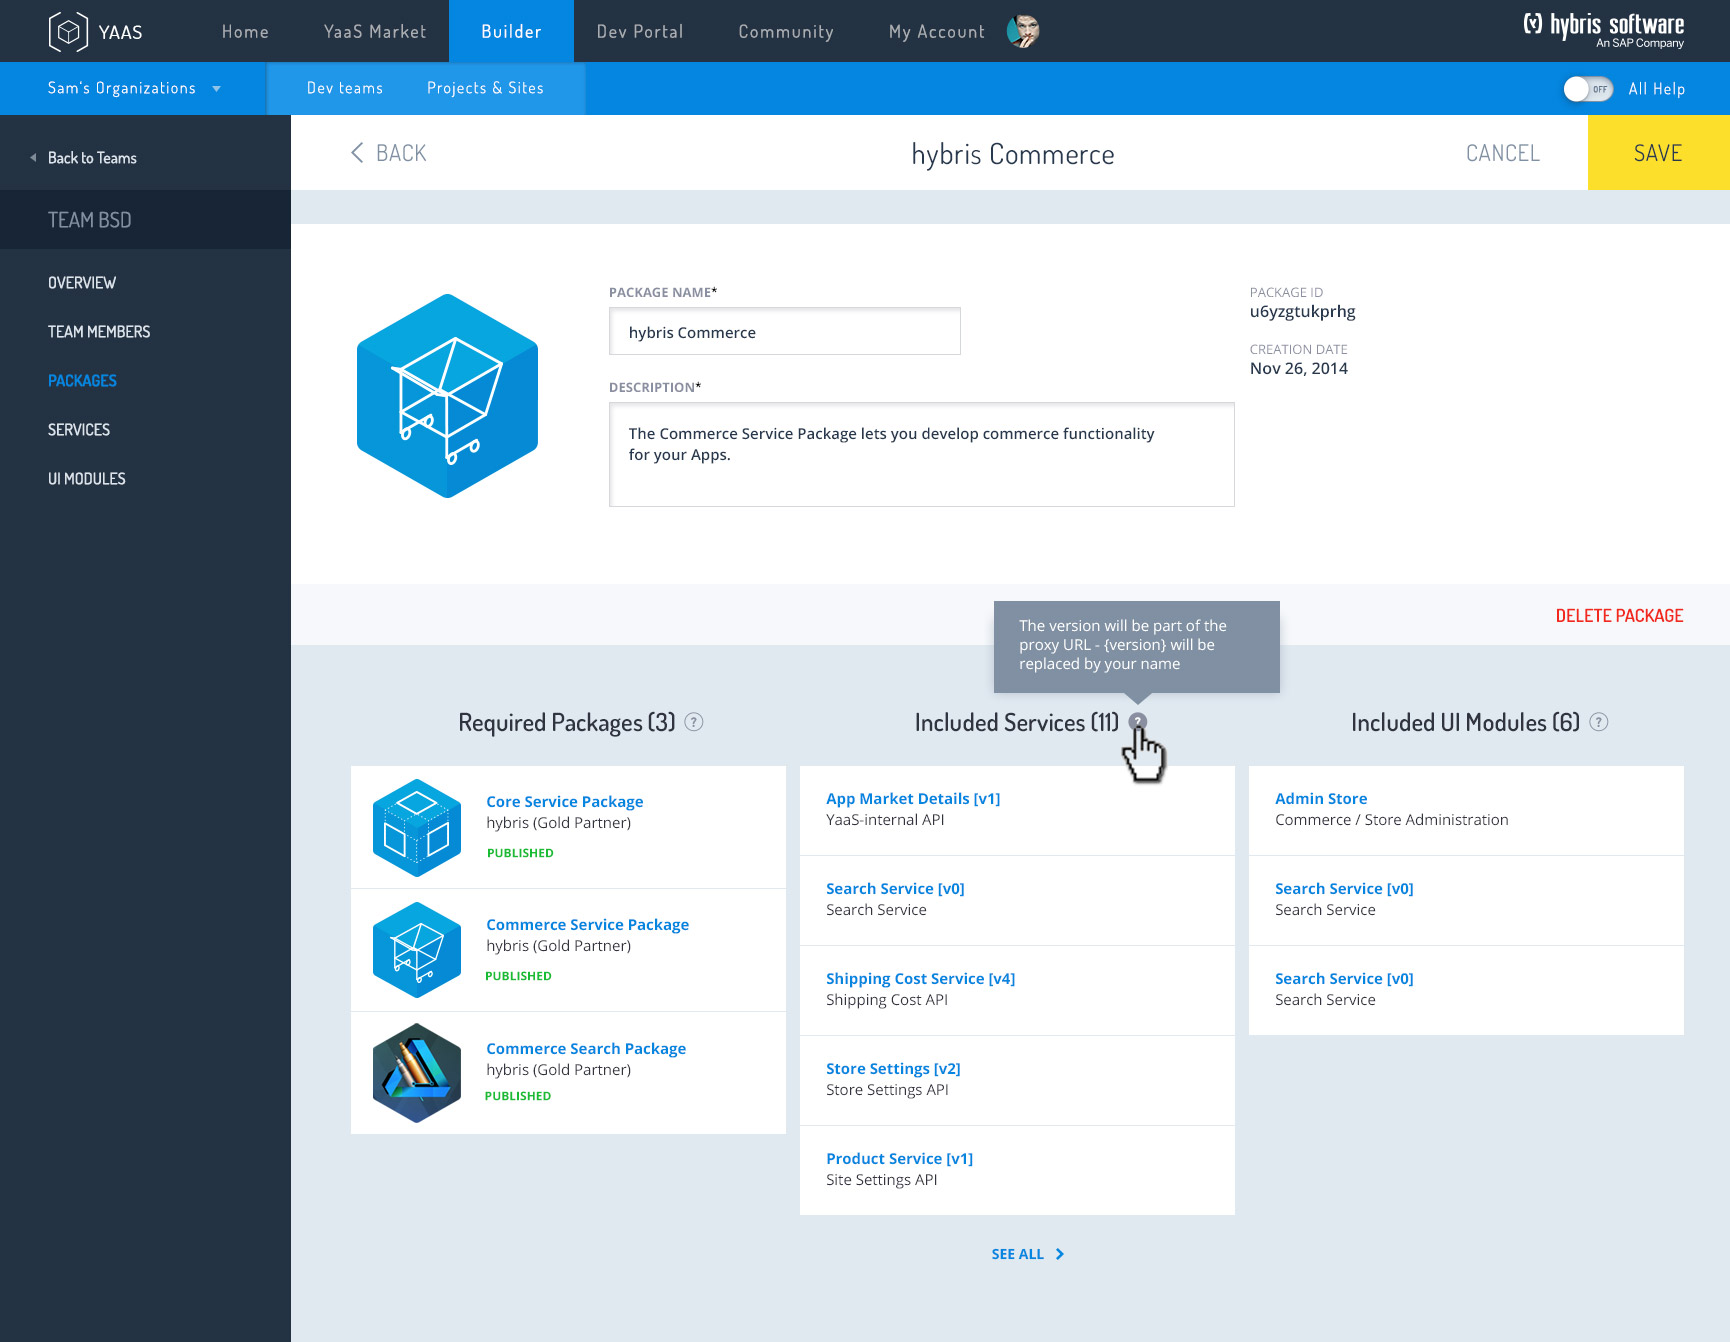 YAAS
Home
YaaS Market
Builder
Dev Portal
Community
My Account
(y) hybris software
An SAP Company
Sam's Organizations
Dev teams
Projects & Sites
OFF
All Help
Back to Teams
TEAM BSD
OVERVIEW
TEAM MEMBERS
PACKAGES
SERVICES
UI MODULES
BACK
hybris Commerce
CANCEL
SAVE
PACKAGE NAME*
hybris Commerce
DESCRIPTION*
The Commerce Service Package lets you develop commerce functionality
for your Apps.
PACKAGE ID
u6yzgtukprhg
CREATION DATE
Nov 26, 2014
DELETE PACKAGE
The version will be part of the
proxy URL - {version} will be
replaced by your name
Required Packages (3) ?
Core Service Package
hybris (Gold Partner)
PUBLISHED
Commerce Service Package
hybris (Gold Partner)
PUBLISHED
Commerce Search Package
hybris (Gold Partner)
PUBLISHED
Included Services (11) ?
App Market Details [v1]
YaaS-internal API
Search Service [v0]
Search Service
Shipping Cost Service [v4]
Shipping Cost API
Store Settings [v2]
Store Settings API
Product Service [v1]
Site Settings API
SEE ALL
Included UI Modules (6) ?
Admin Store
Commerce / Store Administration
Search Service [v0]
Search Service
Search Service [v0]
Search Service